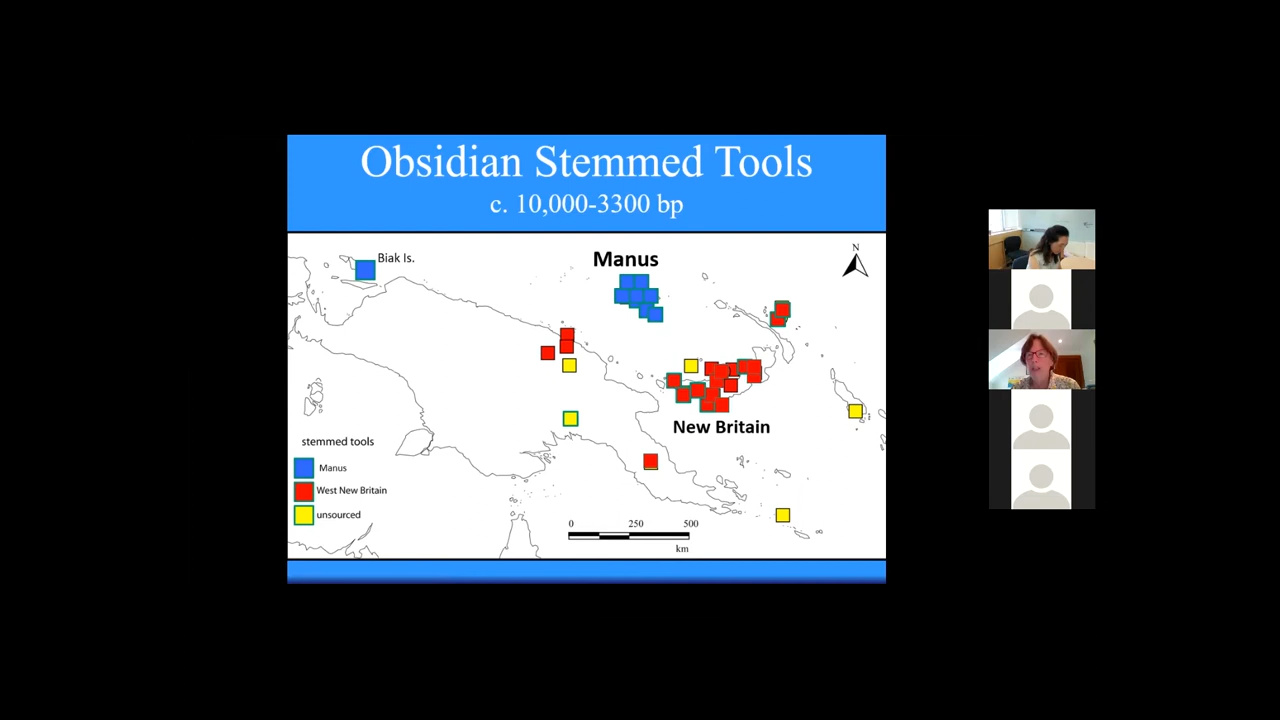 Obsidian Stemmed Tools
c. 10,000-3300 bp
Biak Is.
Manus
N
New Britain
stemmed tools
Manus
West New Britain
unsourced
0 250 500
km